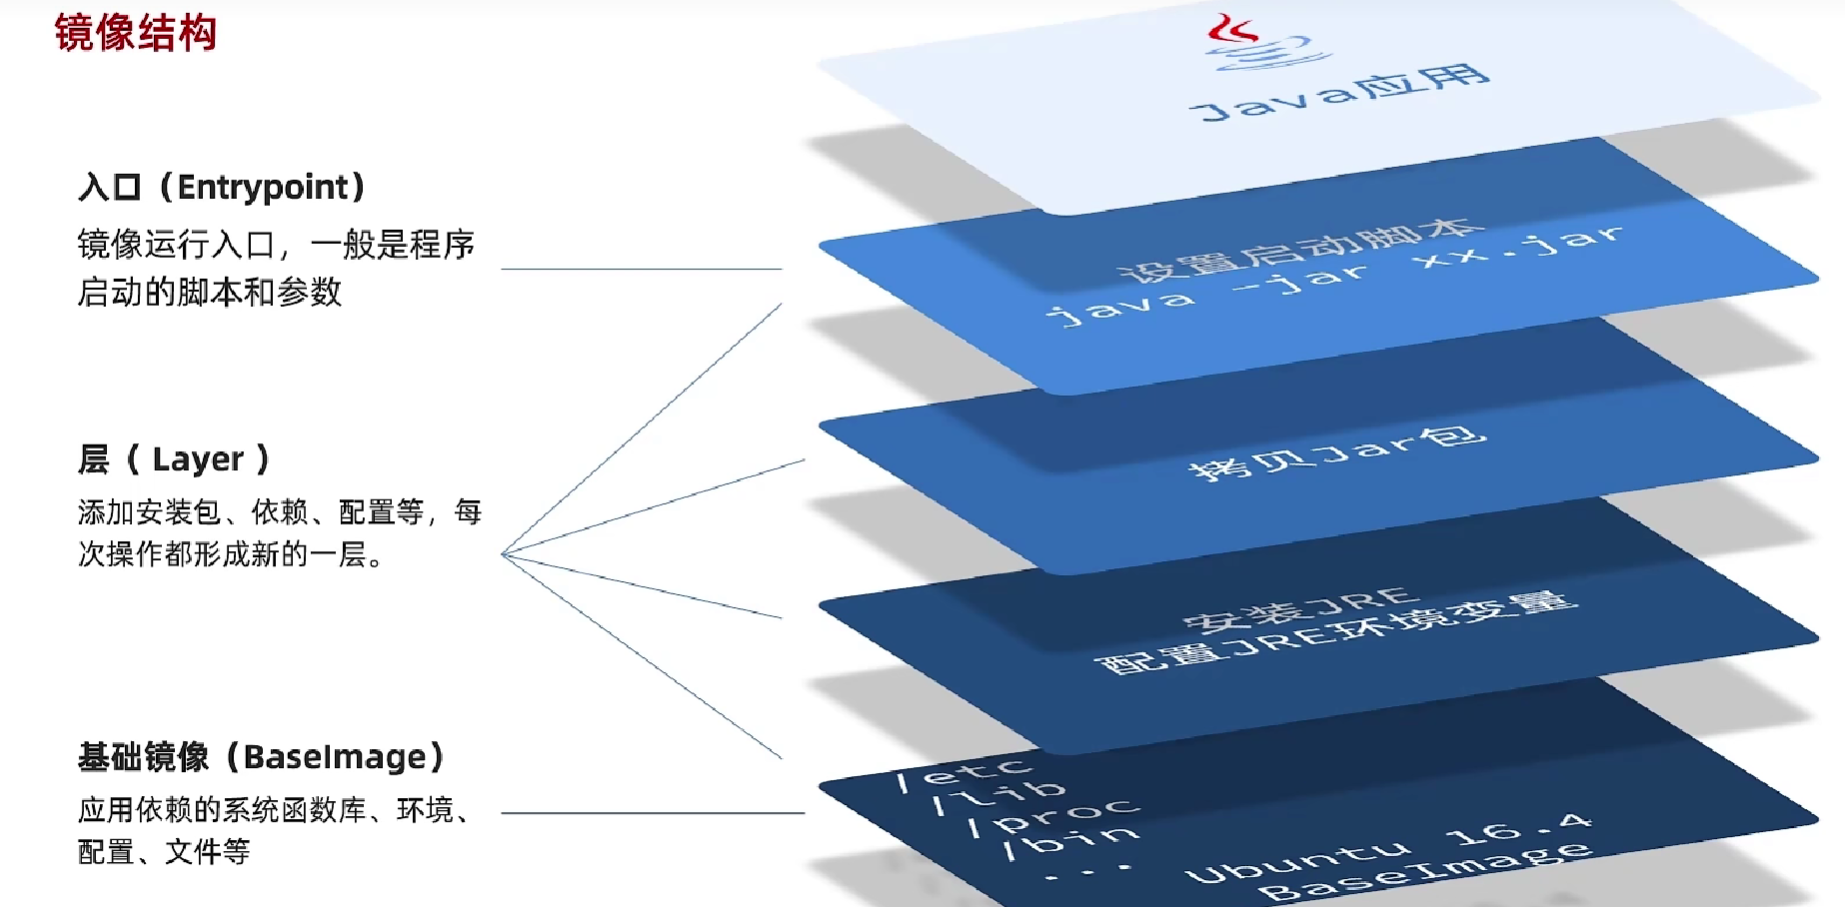 镜像结构
入口（Entrypoint）
镜像运行入口，一般是程序
启动的脚本和参数
层（ Layer ）
添加安装包、依赖、配置等，每
次操作都形成新的一层。
基础镜像（BaseImage）
应用依赖的系统函数库、环境、
配置、文件等
Java应用
设置启动脚本
java -jar xx.jar
拷贝Jar包
安装JRE
配置JRE环境变量
/etc
/lib
/proc
/bin
...
Ubuntu 16.4
BaseImage